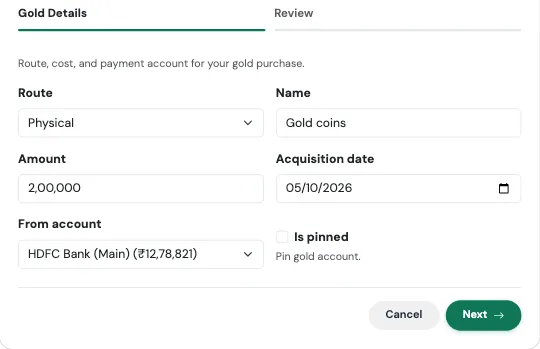 Gold Details
Review
Route, cost, and payment account for your gold purchase.
Route
Name
Physical
Gold coins
Amount
Acquisition date
2,00,000
05/10/2026
From account
Is pinned
HDFC Bank (Main) (₹12,78,821)
Pin gold account.
Cancel
Next →